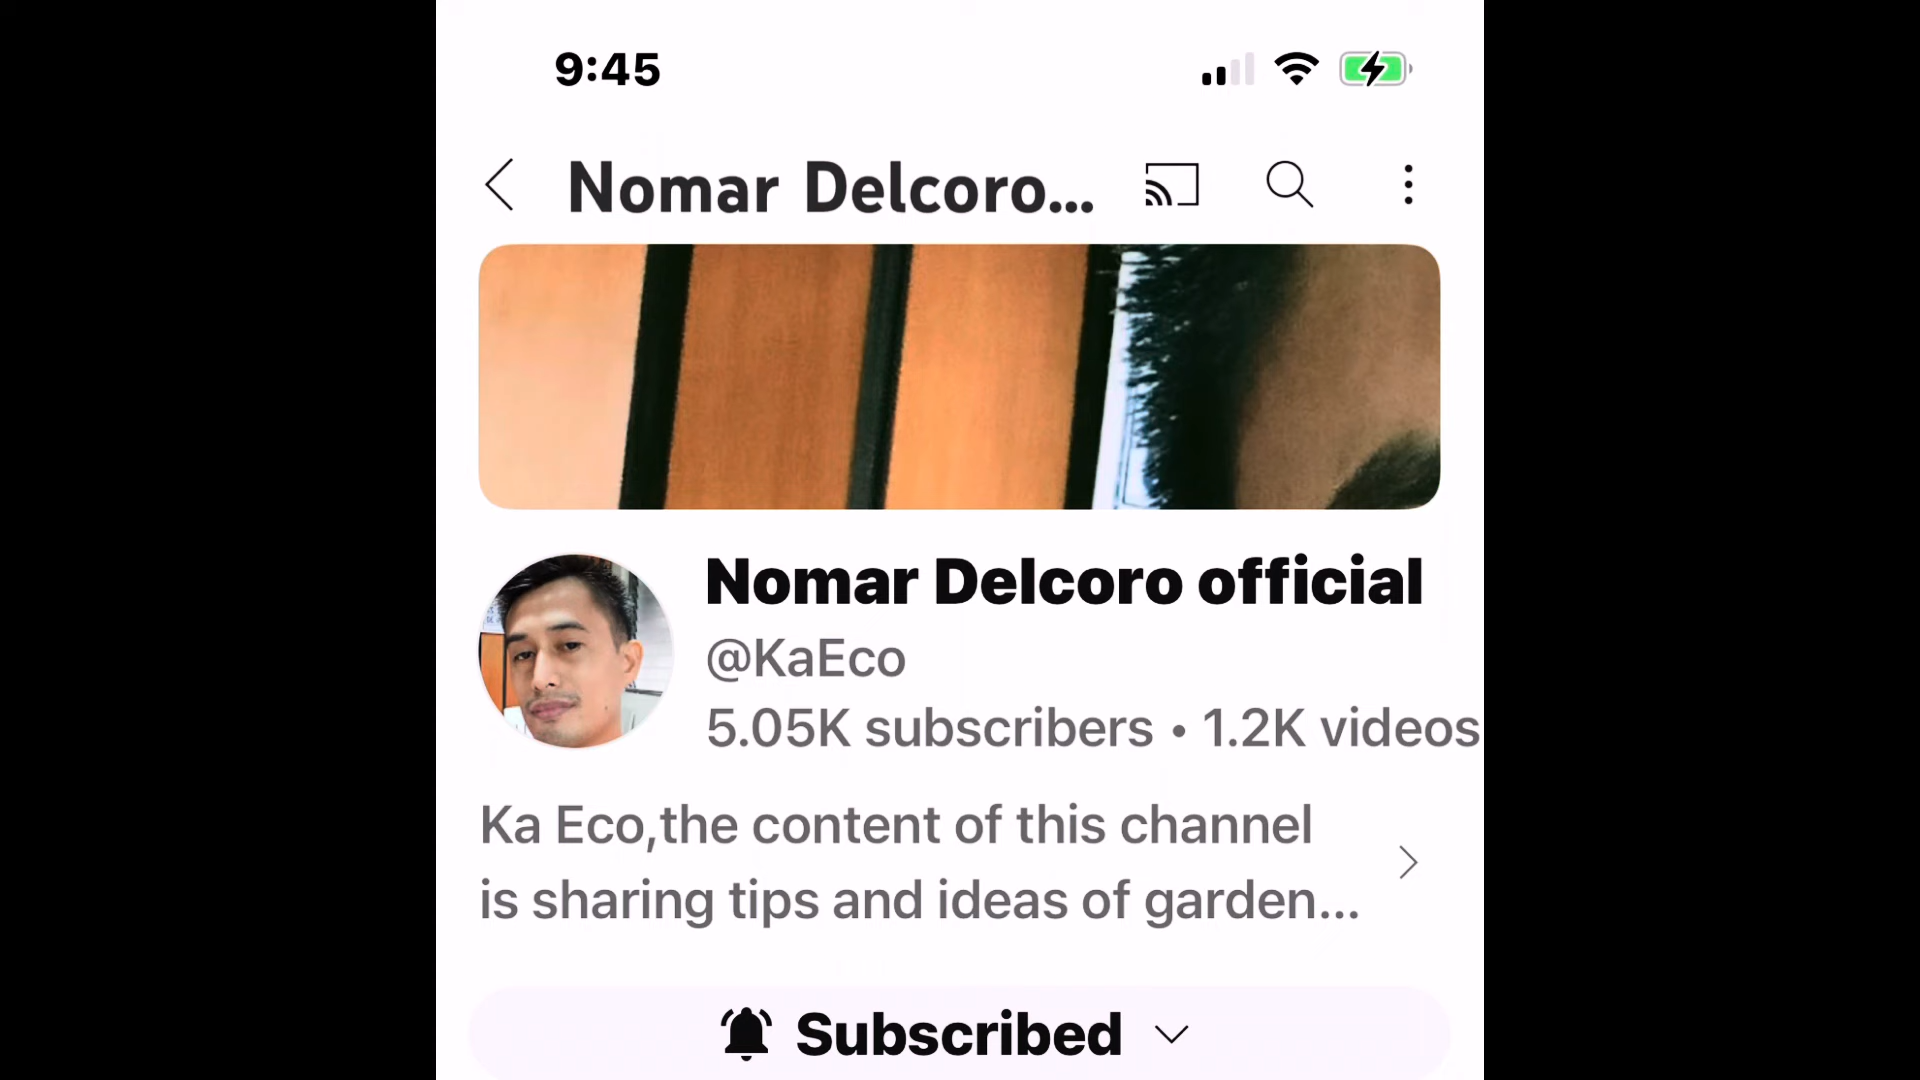 9:45
Nomar Delcoro...
Nomar Delcoro official
@KaEco
5.05K subscribers • 1.2K videos
Ka Eco,the content of this channel
is sharing tips and ideas of garden...
Subscribed